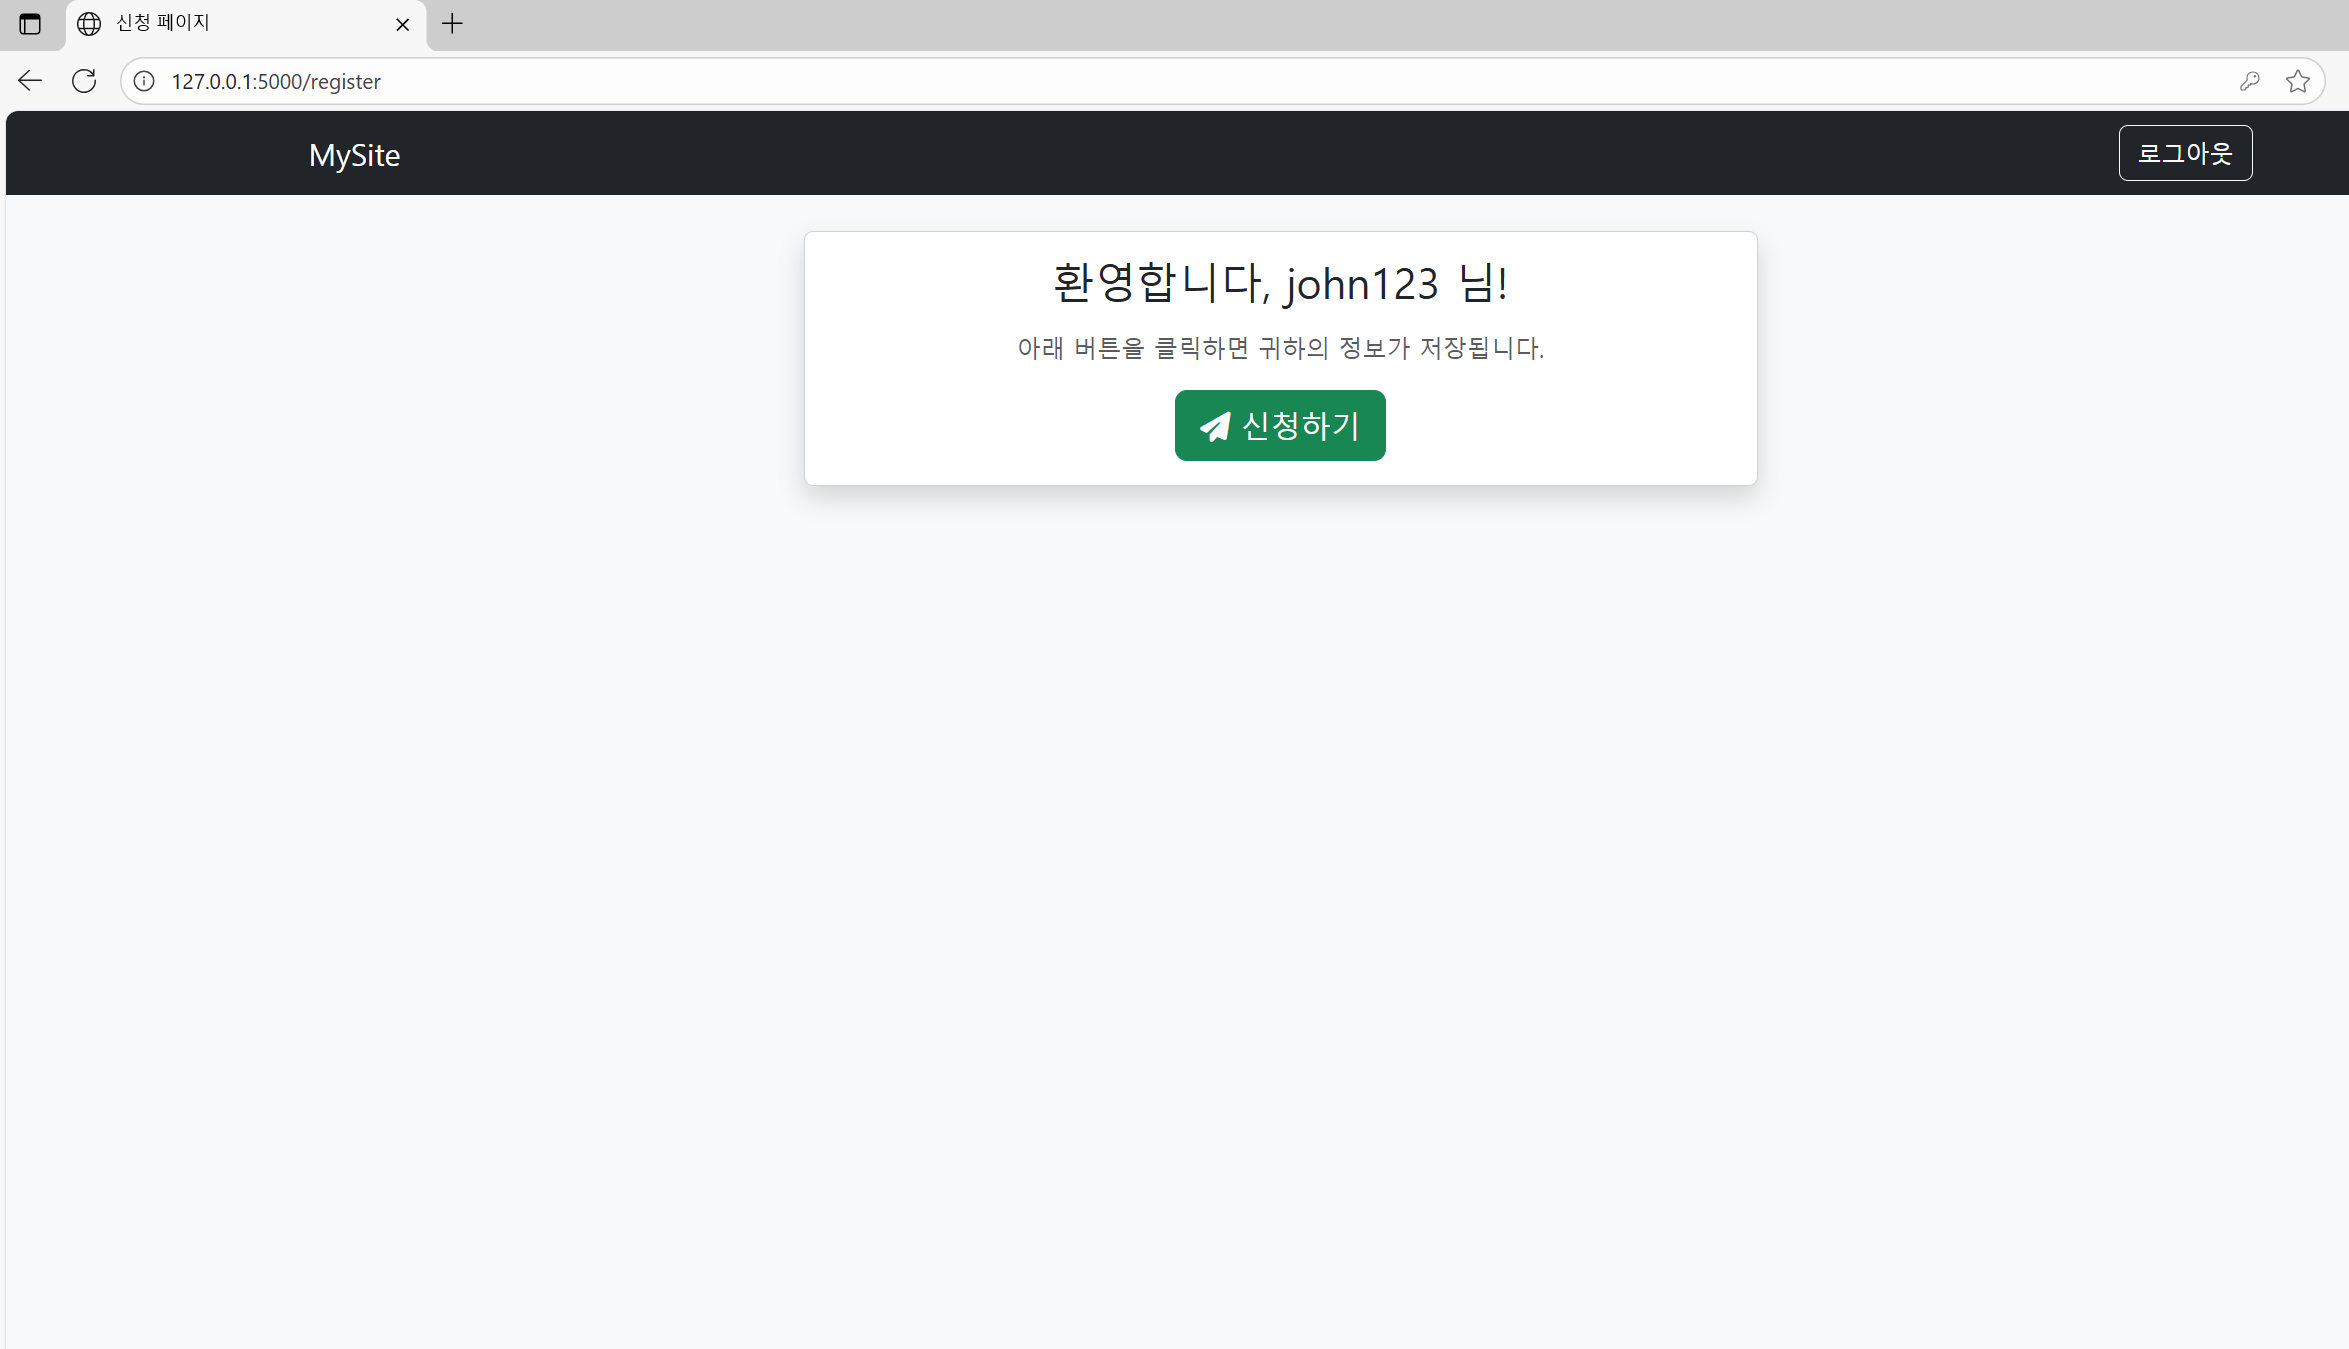 신청 페이지
127.0.0.1:5000/register
MySite
로그아웃
환영합니다, john123 님!
아래 버튼을 클릭하면 귀하의 정보가 저장됩니다.
신청하기